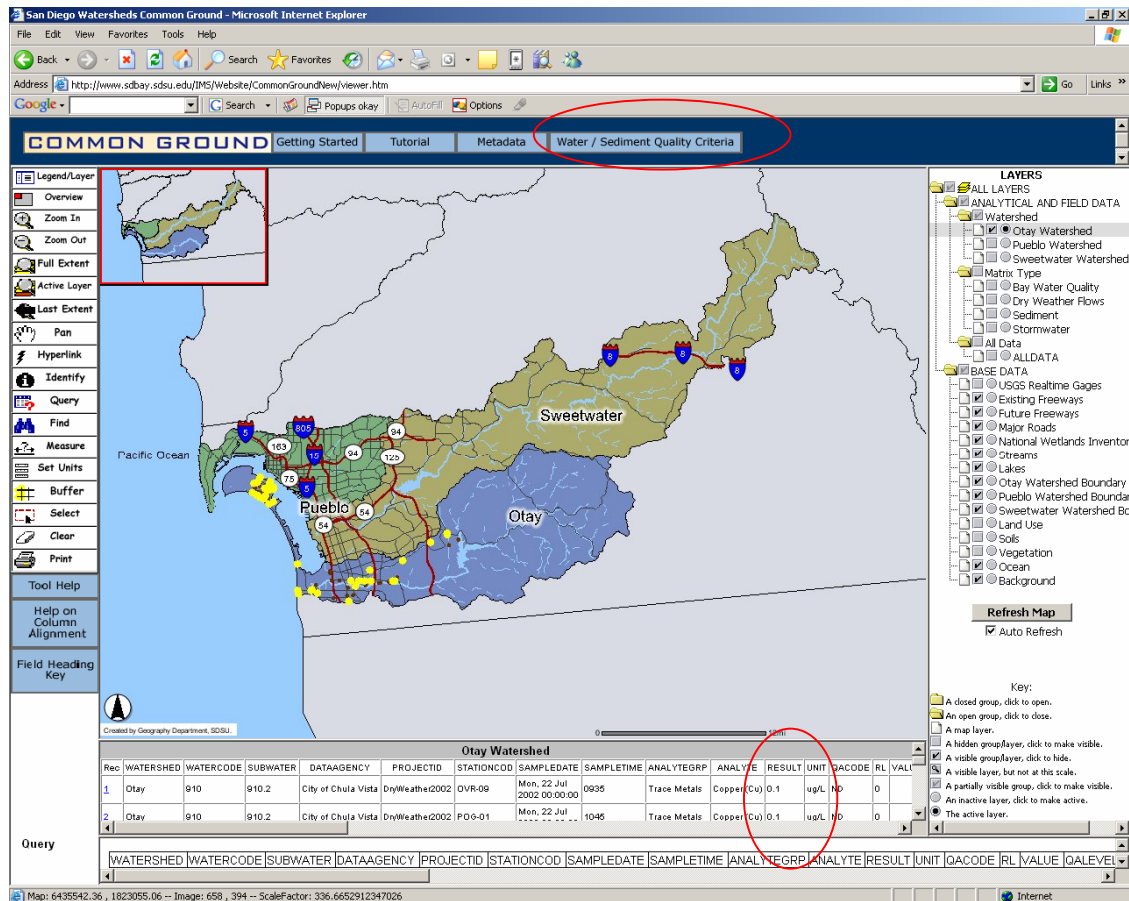 San Diego Watersheds Common Ground - Microsoft Internet Explorer
File Edit View Favorites Tools Help
Back Search Favorites
Address http://www.sdbay.sdsu.edu/IMS/Website/CommonGroundNew/viewer.htm Go Links »
Google - Search Popups okay AutoFill Options
COMMON GROUND Getting Started Tutorial Metadata Water / Sediment Quality Criteria
Legend/Layer
Overview
Zoom In
Zoom Out
Full Extent
Active Layer
Last Extent
Pan
Hyperlink
Identify
Query
Find
Measure
Set Units
Buffer
Select
Clear
Print
Tool Help
Help on
Column
Alignment
Field Heading
Key
Query
Pacific Ocean
Sweetwater
Pueblo
Otay
8
8
8
5
805
163
15
94
94
125
75
5
54
54
Created by Geography Department, SDSU.
0 12mi
LAYERS
ALL LAYERS
ANALYTICAL AND FIELD DATA
Watershed
Otay Watershed
Pueblo Watershed
Sweetwater Watershed
Matrix Type
Bay Water Quality
Dry Weather Flows
Sediment
Stormwater
All Data
ALLDATA
BASE DATA
USGS Realtime Gages
Existing Freeways
Future Freeways
Major Roads
National Wetlands Inventor
Streams
Lakes
Otay Watershed Boundary
Pueblo Watershed Boundar
Sweetwater Watershed Bo
Land Use
Soils
Vegetation
Ocean
Background
Refresh Map
Auto Refresh
Key:
A closed group, click to open.
An open group, click to close.
A map layer.
A hidden group/layer, click to make visible.
A visible group/layer, click to hide.
A visible layer, but not at this scale.
A partially visible group, click to make visible.
An inactive layer, click to make active.
The active layer.
Otay Watershed
Rec WATERSHED WATERCODE SUBWATER DATAAGENCY PROJECTID STATIONCOD SAMPLEDATE SAMPLETIME ANALYTEGRP ANALYTE RESULT UNIT QACODE RL VALU
1 Otay 910 910.2 City of Chula Vista DryWeather2002 OVR-09 Mon, 22 Jul 2002 00:00:00 0935 Trace Metals Copper (Cu) 0.1 ug/L ND 0
2 Otay 910 910.2 City of Chula Vista DryWeather2002 POG-01 Mon, 22 Jul 1045 Trace Metals Copper (Cu) 0.1 ug/L ND 0
WATERSHED WATERCODE SUBWATER DATAAGENCY PROJECTID STATIONCOD SAMPLEDATE SAMPLETIME ANALYTEGRP ANALYTE RESULT UNIT QACODE RL VALUE QALEVEL
Map: 6435542.36 , 1823055.06 -- Image: 658 , 394 -- ScaleFactor: 336.6652912347026 Internet